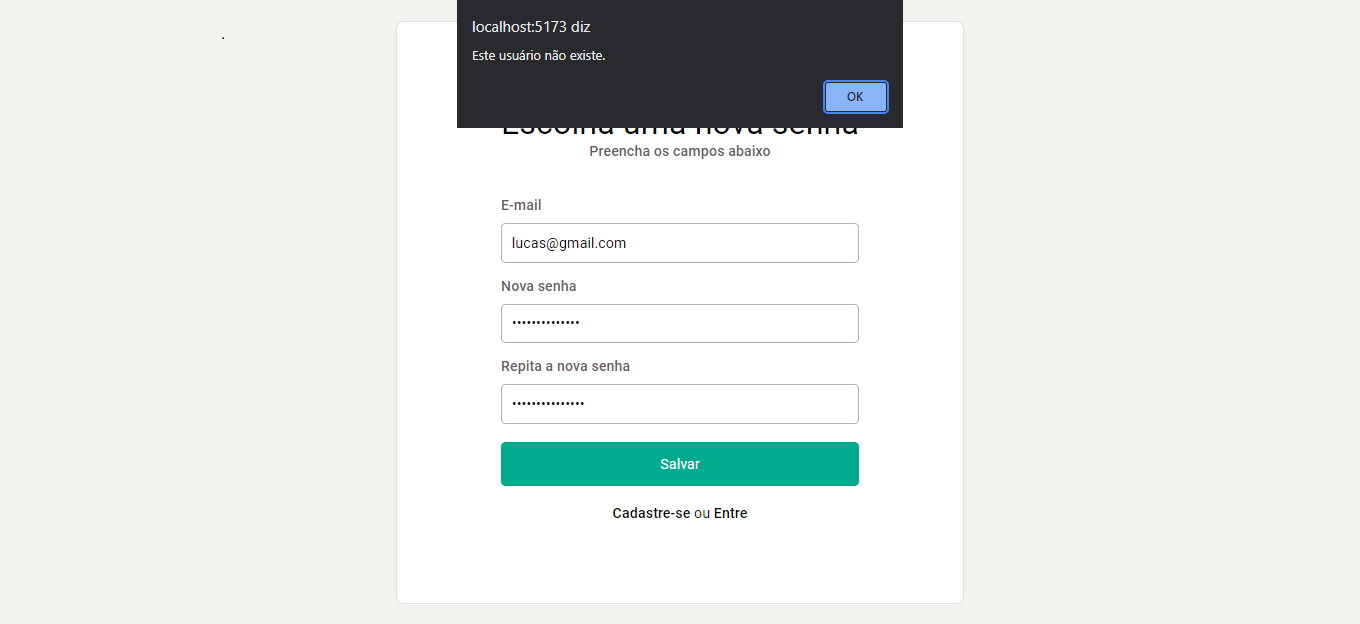 localhost:5173 diz
Este usuário não existe.
OK
Escolha uma nova senha
Preencha os campos abaixo
E-mail
lucas@gmail.com
Nova senha
••••••••••••••
Repita a nova senha
•••••••••••••••
Salvar
Cadastre-se ou Entre